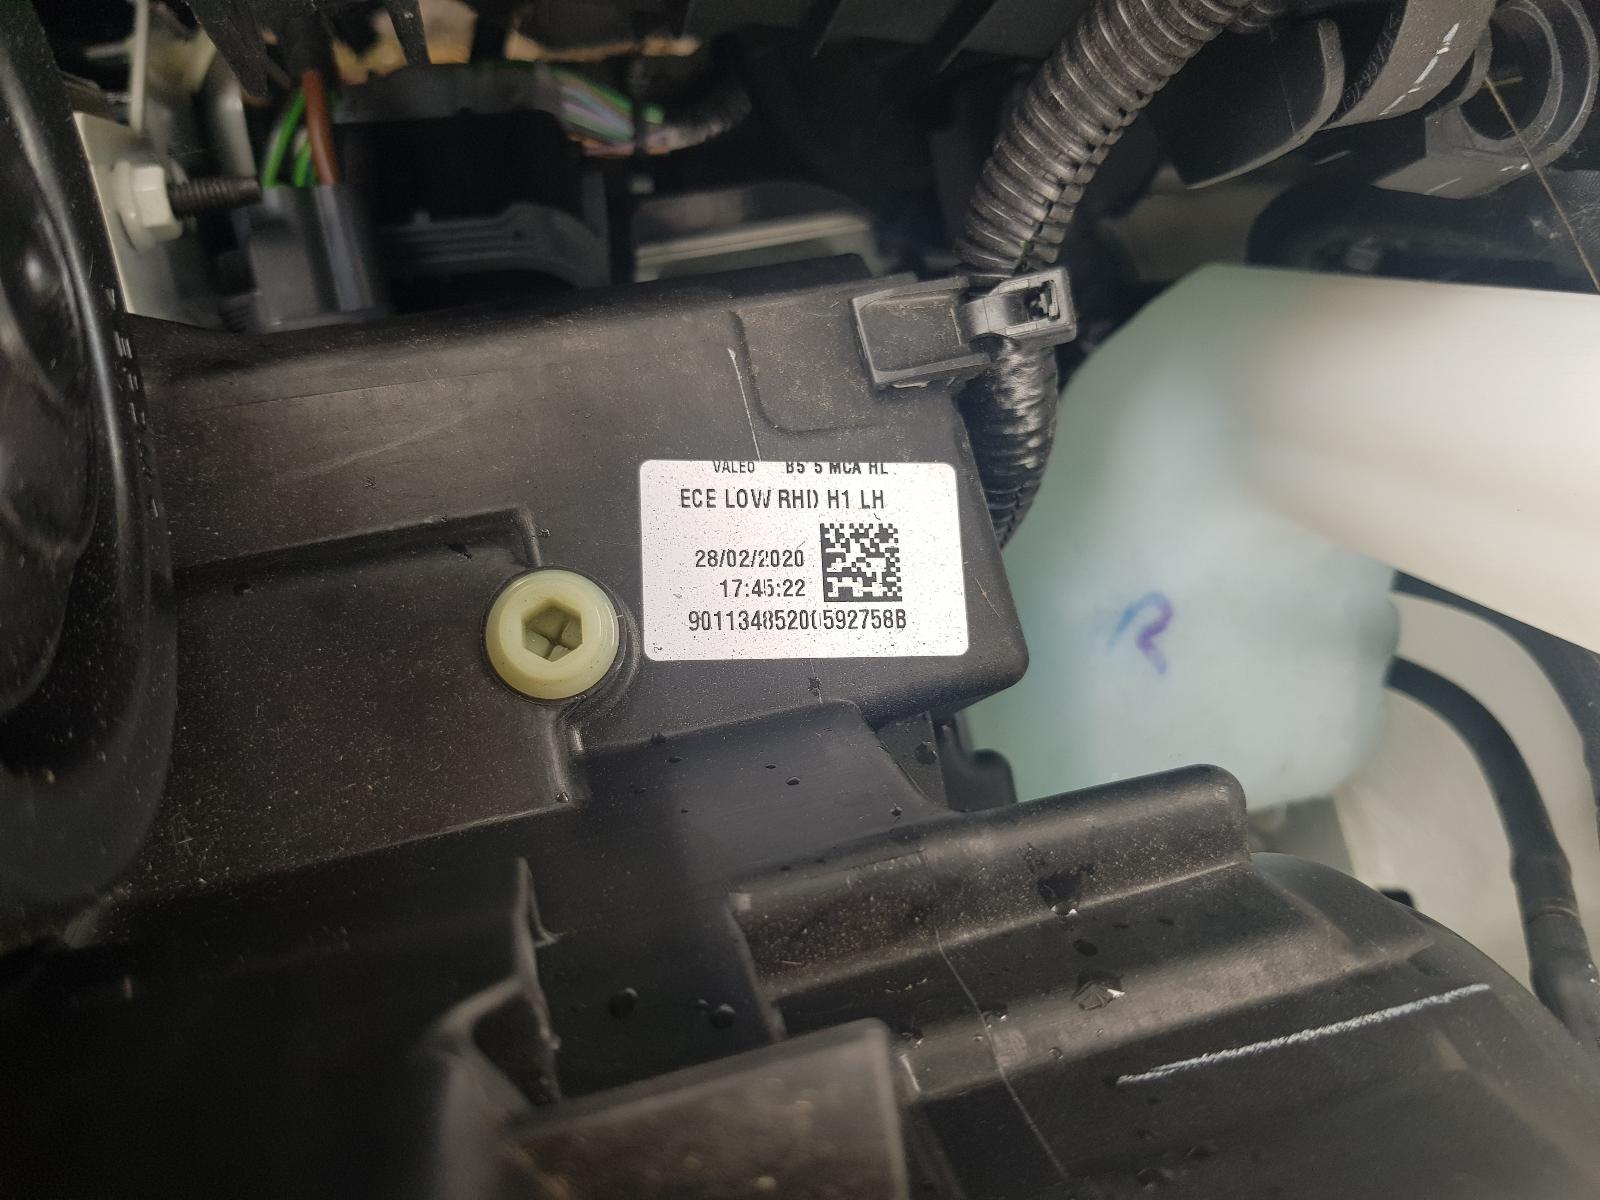 VALEO B5 5 MCA HL
ECE LOW RHD H1 LH
28/02/2020
17:45:22
90113485200592758B
R